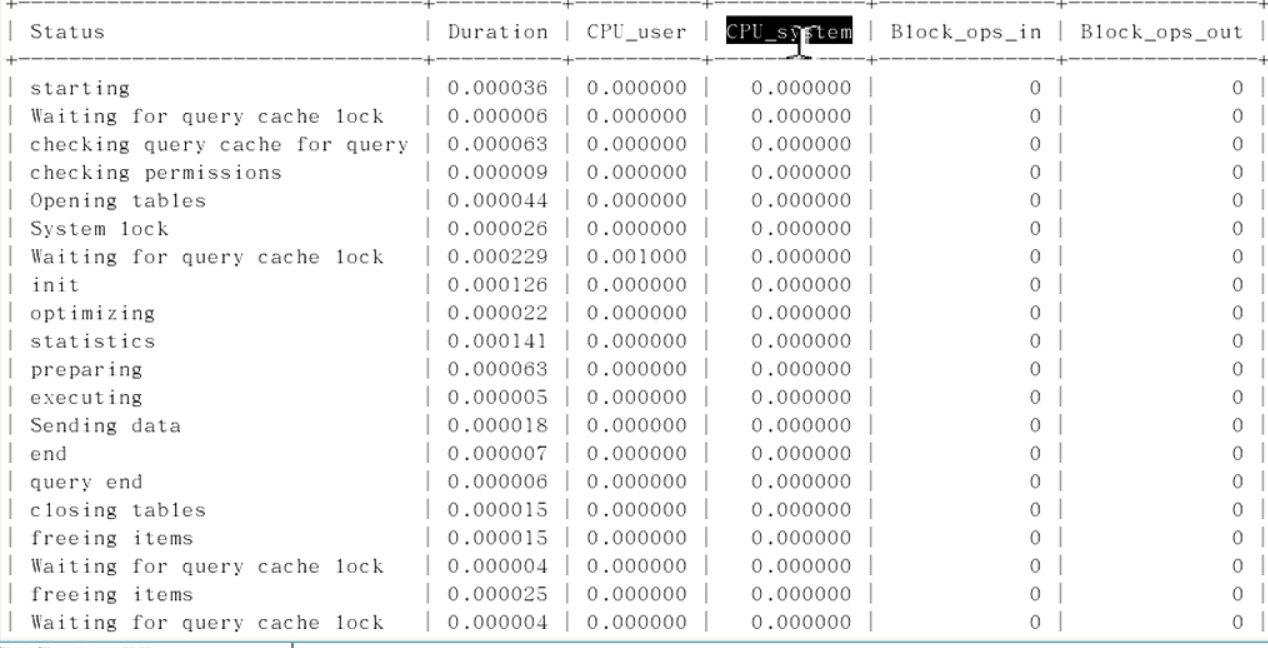 | Status | Duration | CPU_user | CPU_system | Block_ops_in | Block_ops_out |
| starting | 0.000036 | 0.000000 | 0.000000 | 0 | 0 |
| Waiting for query cache lock | 0.000006 | 0.000000 | 0.000000 | 0 | 0 |
| checking query cache for query | 0.000063 | 0.000000 | 0.000000 | 0 | 0 |
| checking permissions | 0.000009 | 0.000000 | 0.000000 | 0 | 0 |
| Opening tables | 0.000044 | 0.000000 | 0.000000 | 0 | 0 |
| System lock | 0.000026 | 0.000000 | 0.000000 | 0 | 0 |
| Waiting for query cache lock | 0.000229 | 0.001000 | 0.000000 | 0 | 0 |
| init | 0.000126 | 0.000000 | 0.000000 | 0 | 0 |
| optimizing | 0.000022 | 0.000000 | 0.000000 | 0 | 0 |
| statistics | 0.000141 | 0.000000 | 0.000000 | 0 | 0 |
| preparing | 0.000063 | 0.000000 | 0.000000 | 0 | 0 |
| executing | 0.000005 | 0.000000 | 0.000000 | 0 | 0 |
| Sending data | 0.000018 | 0.000000 | 0.000000 | 0 | 0 |
| end | 0.000007 | 0.000000 | 0.000000 | 0 | 0 |
| query end | 0.000006 | 0.000000 | 0.000000 | 0 | 0 |
| closing tables | 0.000015 | 0.000000 | 0.000000 | 0 | 0 |
| freeing items | 0.000015 | 0.000000 | 0.000000 | 0 | 0 |
| Waiting for query cache lock | 0.000004 | 0.000000 | 0.000000 | 0 | 0 |
| freeing items | 0.000025 | 0.000000 | 0.000000 | 0 | 0 |
| Waiting for query cache lock | 0.000004 | 0.000000 | 0.000000 | 0 | 0 |